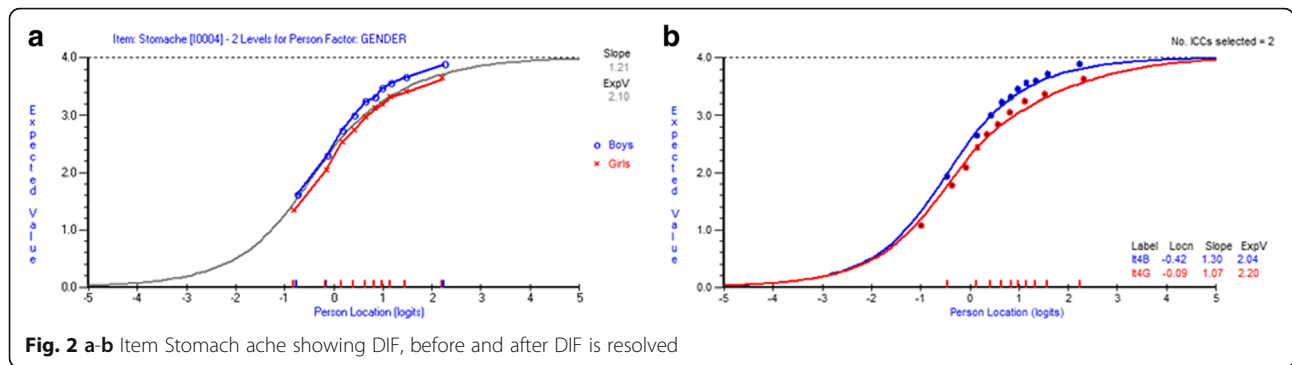 a
Item: Stomache [I0004] - 2 Levels for Person Factor: GENDER
Slope
1.21
ExpV
2.10
Boys
Girls
4.0
3.0
2.0
1.0
0.0
Expected Value
-5 -4 -3 -2 -1 0 1 2 3 4 5
Person Location (logits)
b
No. ICCs selected = 2
4.0
3.0
2.0
1.0
0.0
Expected Value
Label Locn Slope ExpV
It4B -0.42 1.30 2.04
It4G -0.09 1.07 2.20
-5 -4 -3 -2 -1 0 1 2 3 4 5
Person Location (logits)
Fig. 2 a-b Item Stomach ache showing DIF, before and after DIF is resolved